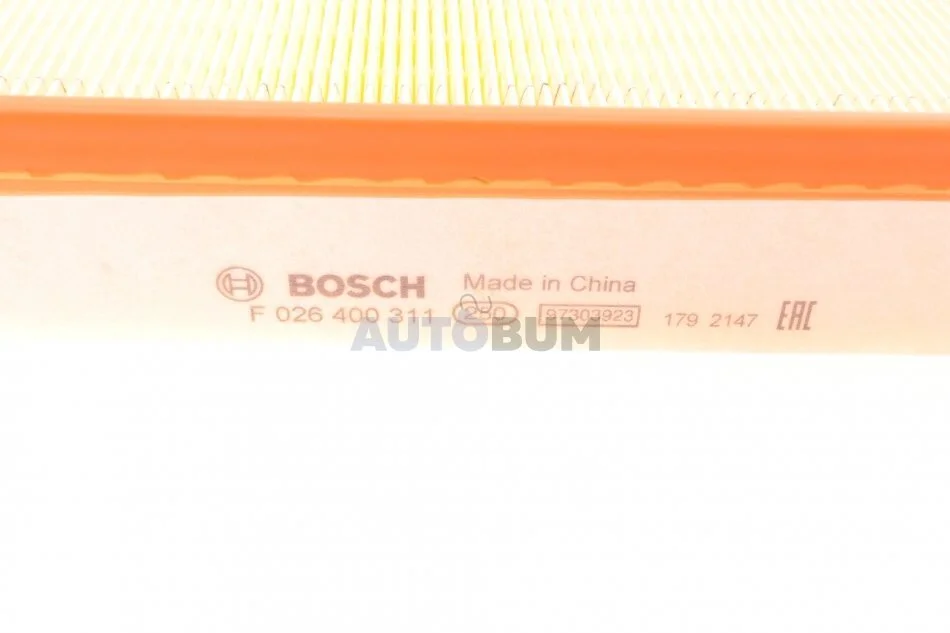 BOSCH Made in China
F 026 400 311 250 97303923 179 2147 EAC
AUTOBUM